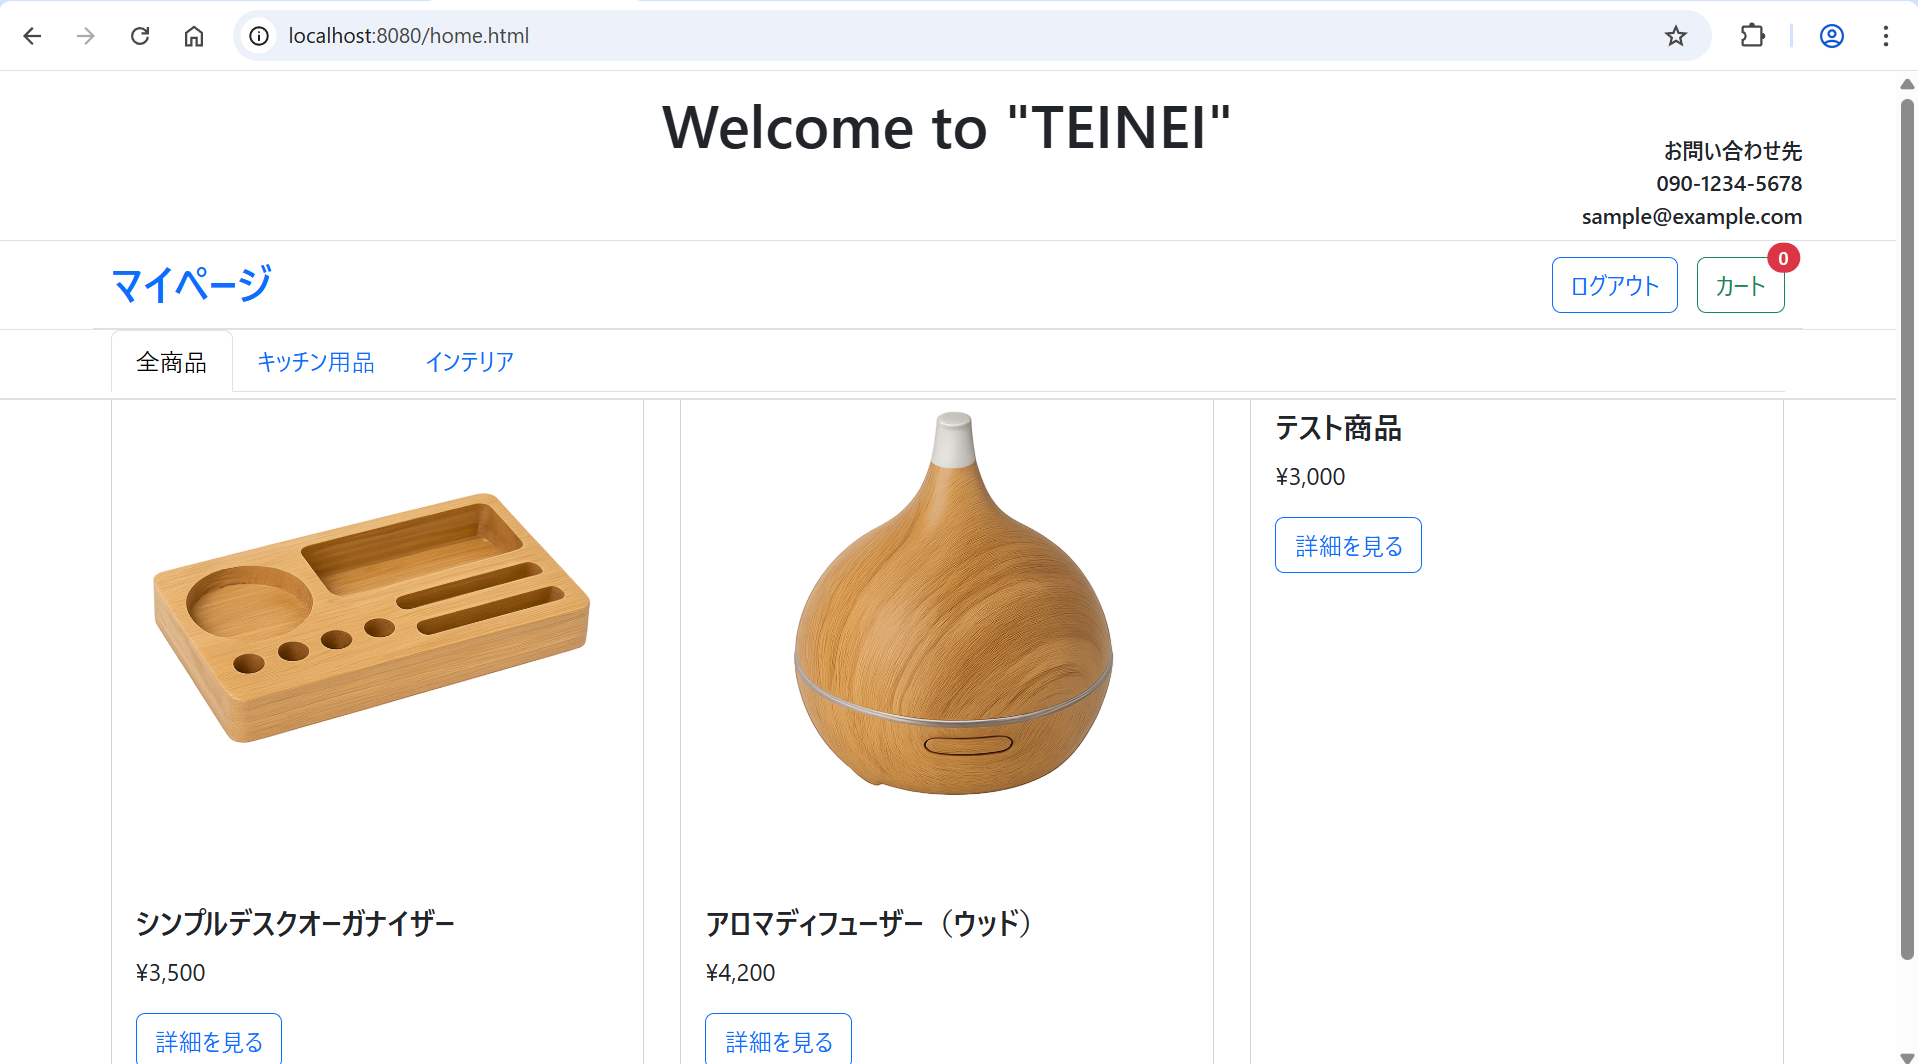 localhost:8080/home.html
Welcome to "TEINEI"
お問い合わせ先
090-1234-5678
sample@example.com
マイページ
ログアウト
カート
0
全商品
キッチン用品
インテリア
シンプルデスクオーガナイザー
¥3,500
詳細を見る
アロマディフューザー（ウッド）
¥4,200
詳細を見る
テスト商品
¥3,000
詳細を見る